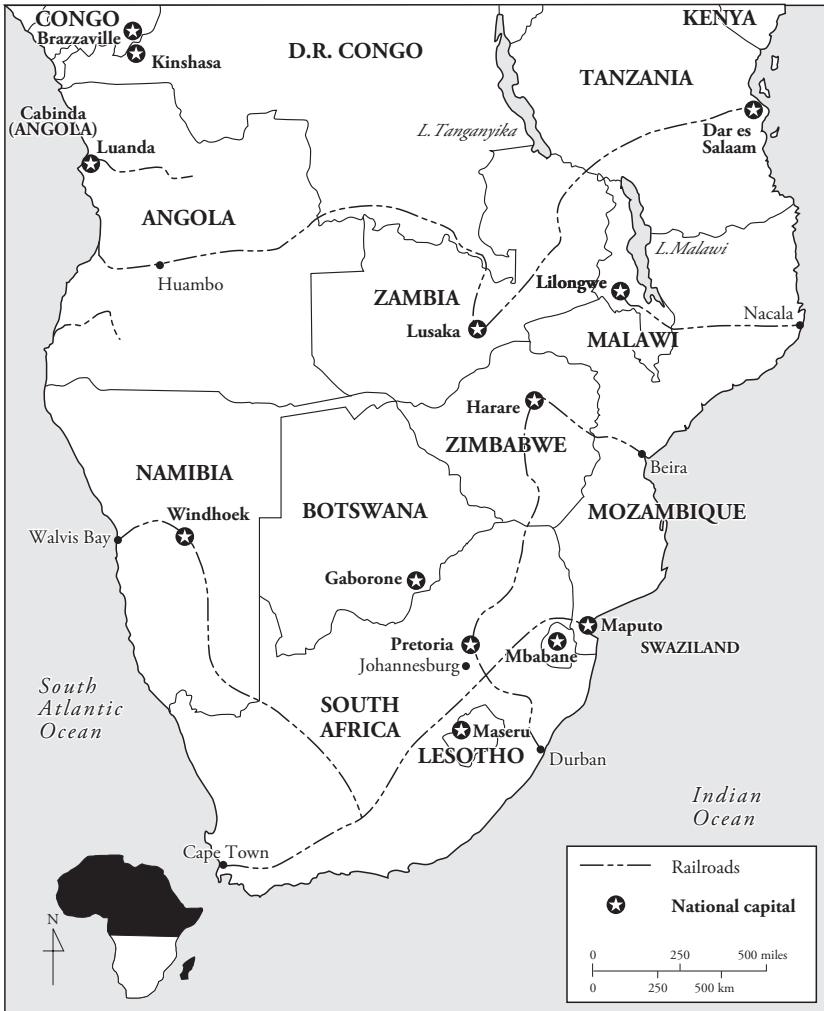 CONGO
Brazzaville
Kinshasa
D.R. CONGO
KENYA
TANZANIA
Cabinda
(ANGOLA)
Luanda
L.Tanganyika
Dar es
Salaam
ANGOLA
L.Malawi
Huambo
ZAMBIA
Lilongwe
Lusaka
MALAWI
Nacala
Harare
ZIMBABWE
Beira
NAMIBIA
Windhoek
BOTSWANA
MOZAMBIQUE
Walvis Bay
Gaborone
Pretoria
Johannesburg
Mbabane
Maputo
SWAZILAND
South
Atlantic
Ocean
SOUTH
AFRICA
Maseru
LESOTHO
Durban
Indian
Ocean
Cape Town
N
Railroads
National capital
0 250 500 miles
0 250 500 km